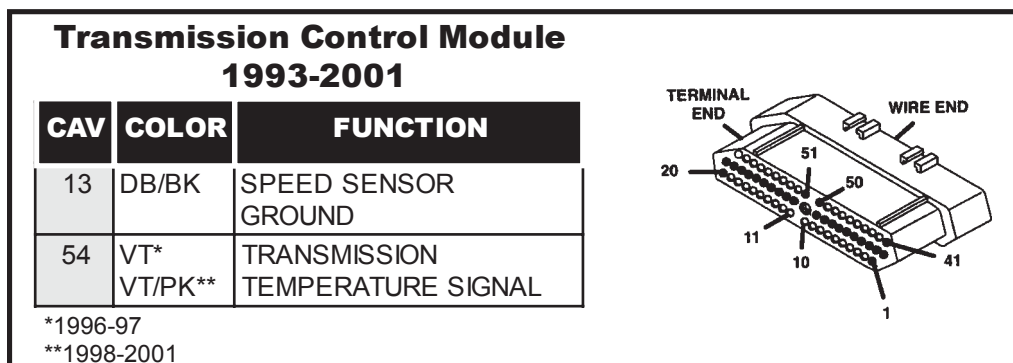 Transmission Control Module
1993-2001
CAV COLOR FUNCTION
13 DB/BK SPEED SENSOR
GROUND
54 VT* TRANSMISSION
VT/PK** TEMPERATURE SIGNAL
*1996-97
**1998-2001
TERMINAL
END
WIRE END
51
50
20
11
10
41
1